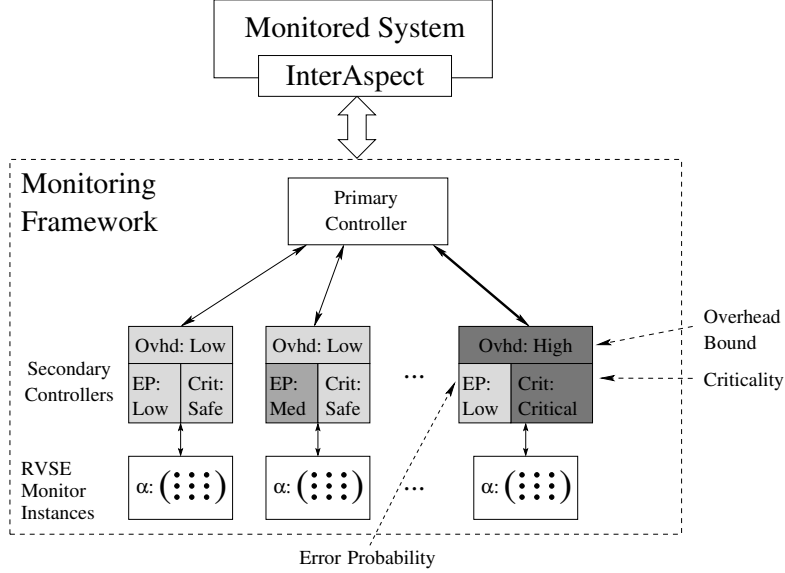 Monitored System
InterAspect
Monitoring
Framework
Primary
Controller
Secondary
Controllers
Ovhd: Low
EP:
Low
Crit:
Safe
Ovhd: Low
EP:
Med
Crit:
Safe
...
Ovhd: High
EP:
Low
Crit:
Critical
Overhead
Bound
Criticality
RVSE
Monitor
Instances
α:
α:
...
α:
Error Probability